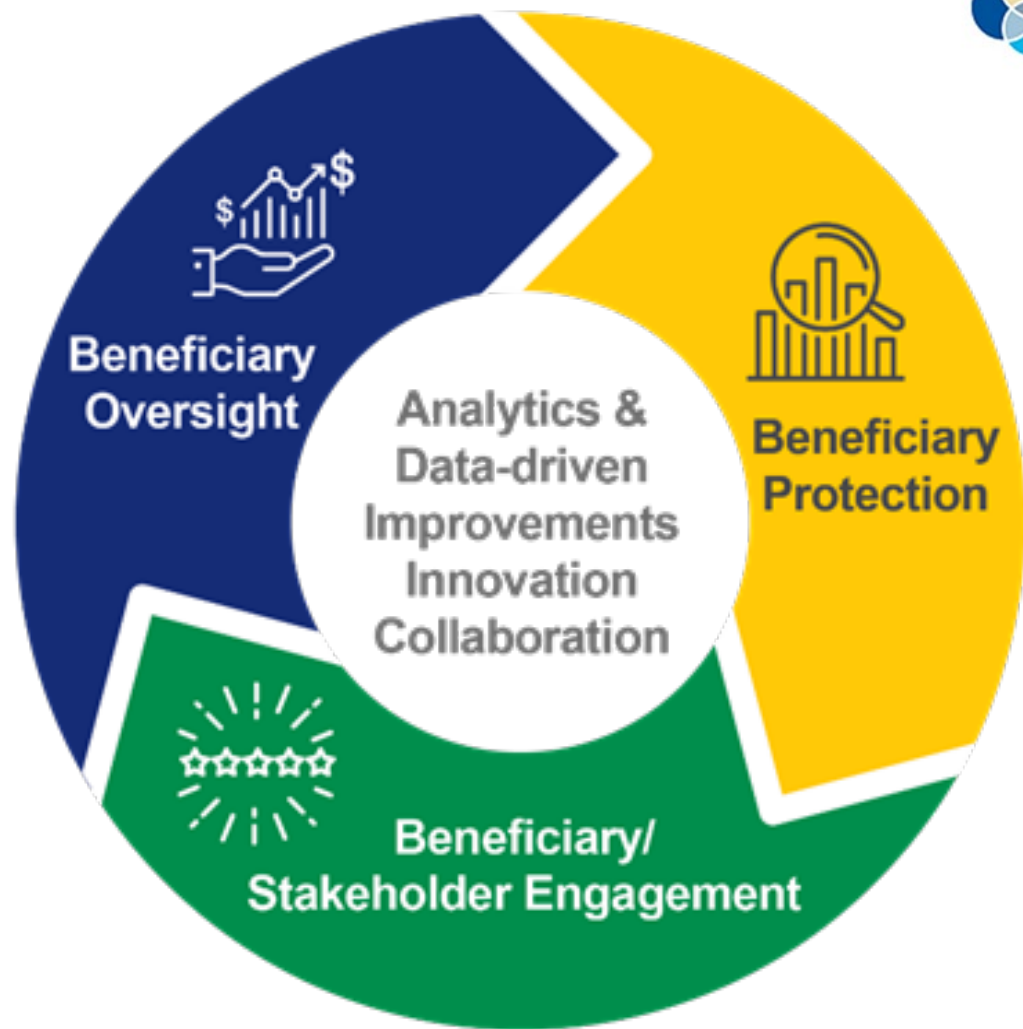 Beneficiary
Oversight
Beneficiary
Protection
Analytics &
Data-driven
Improvements
Innovation
Collaboration
Beneficiary/
Stakeholder Engagement